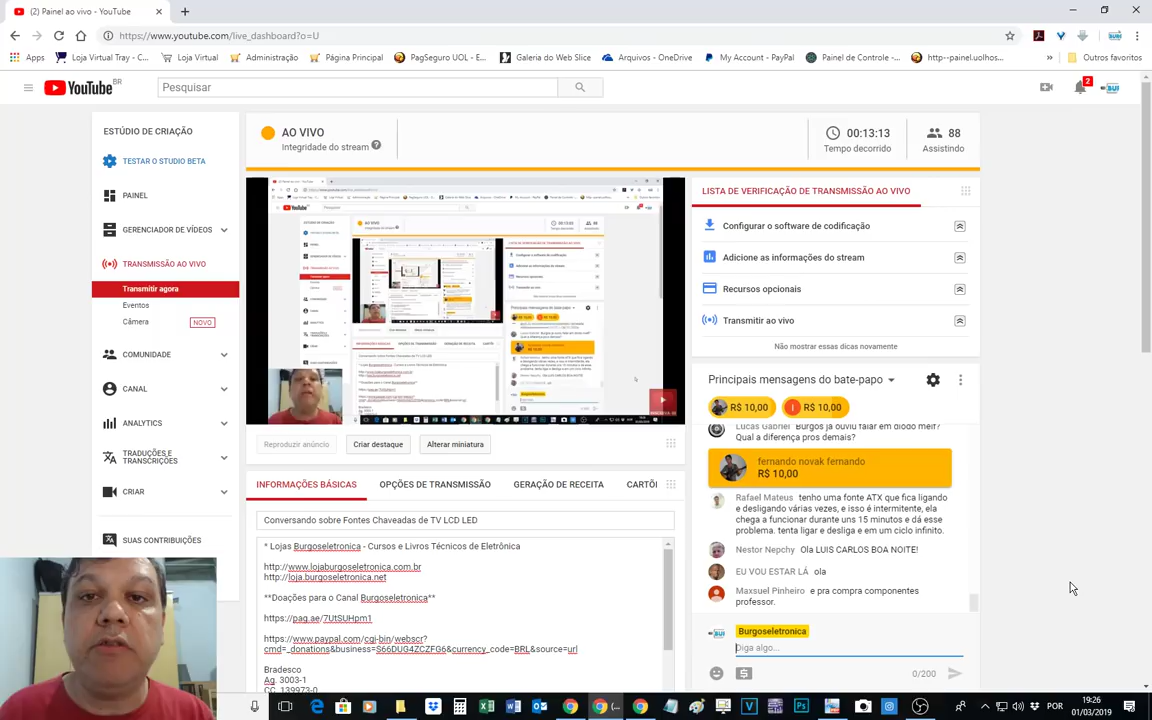 (2) Painel ao vivo - YouTube
https://www.youtube.com/live_dashboard?o=U
Apps
Loja Virtual Tray - C...
Loja Virtual
Administração
Página Principal
PagSeguro UOL - E...
Galeria do Web Slice
Arquivos - OneDrive
My Account - PayPal
Painel de Controle -...
http--painel.uolhos...
Outros favoritos
YouTube BR
Pesquisar
2
ESTÚDIO DE CRIAÇÃO
TESTAR O STUDIO BETA
PAINEL
GERENCIADOR DE VÍDEOS
TRANSMISSÃO AO VIVO
Transmitir agora
Eventos
Câmera
NOVO
COMUNIDADE
CANAL
ANALYTICS
TRADUÇÕES E
TRANSCRIÇÕES
CRIAR
SUAS CONTRIBUIÇÕES
AO VIVO
Integridade do stream
00:13:13
Tempo decorrido
88
Assistindo
Reproduzir anúncio
Criar destaque
Alterar miniatura
INFORMAÇÕES BÁSICAS
OPÇÕES DE TRANSMISSÃO
GERAÇÃO DE RECEITA
CARTÕ
Conversando sobre Fontes Chaveadas de TV LCD LED
* Lojas Burgoseletronica - Cursos e Livros Técnicos de Eletrônica
http://www.lojaburgoseletronica.com.br
http://loja.burgoseletronica.net
**Doações para o Canal Burgoseletronica**
https://pag.ae/7UtSUHpm1
https://www.paypal.com/cgi-bin/webscr?
cmd=_donations&business=S66DUG4ZCZFG6&currency_code=BRL&source=url
Bradesco
Ag. 3003-1
CC. 139973-0
LISTA DE VERIFICAÇÃO DE TRANSMISSÃO AO VIVO
Configurar o software de codificação
Adicione as informações do stream
Recursos opcionais
Transmitir ao vivo
Não mostrar essas dicas novamente
Principais mensagens do bate-papo
R$ 10,00
R$ 10,00
Lucas Gabriel Burgos já ouviu falar em diodo melf?
Qual a diferença pros demais?
fernando novak fernando
R$ 10,00
Rafael Mateus tenho uma fonte ATX que fica ligando
e desligando várias vezes, e isso é intermitente, ela
chega a funcionar durante uns 15 minutos e dá esse
problema. tenta ligar e desliga e em um ciclo infinito.
Nestor Nepchy Ola LUIS CARLOS BOA NOITE!
EU VOU ESTAR LÁ ola
Maxsuel Pinheiro e pra compra componentes
professor.
Burgoseletronica
Diga algo...
0/200
POR
19:26
01/03/2019